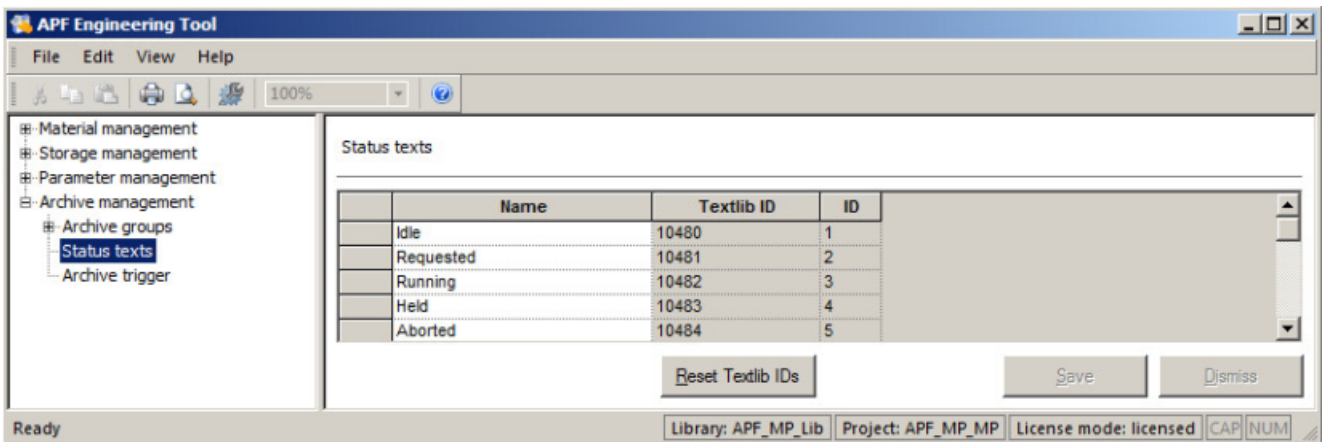 APF Engineering Tool
File Edit View Help
100%
Material management
Storage management
Parameter management
Archive management
Archive groups
Status texts
Archive trigger
Status texts
Name Textlib ID ID
Idle 10480 1
Requested 10481 2
Running 10482 3
Held 10483 4
Aborted 10484 5
Reset Textlib IDs Save Dismiss
Ready Library: APF_MP_Lib Project: APF_MP_MP License mode: licensed CAP NUM